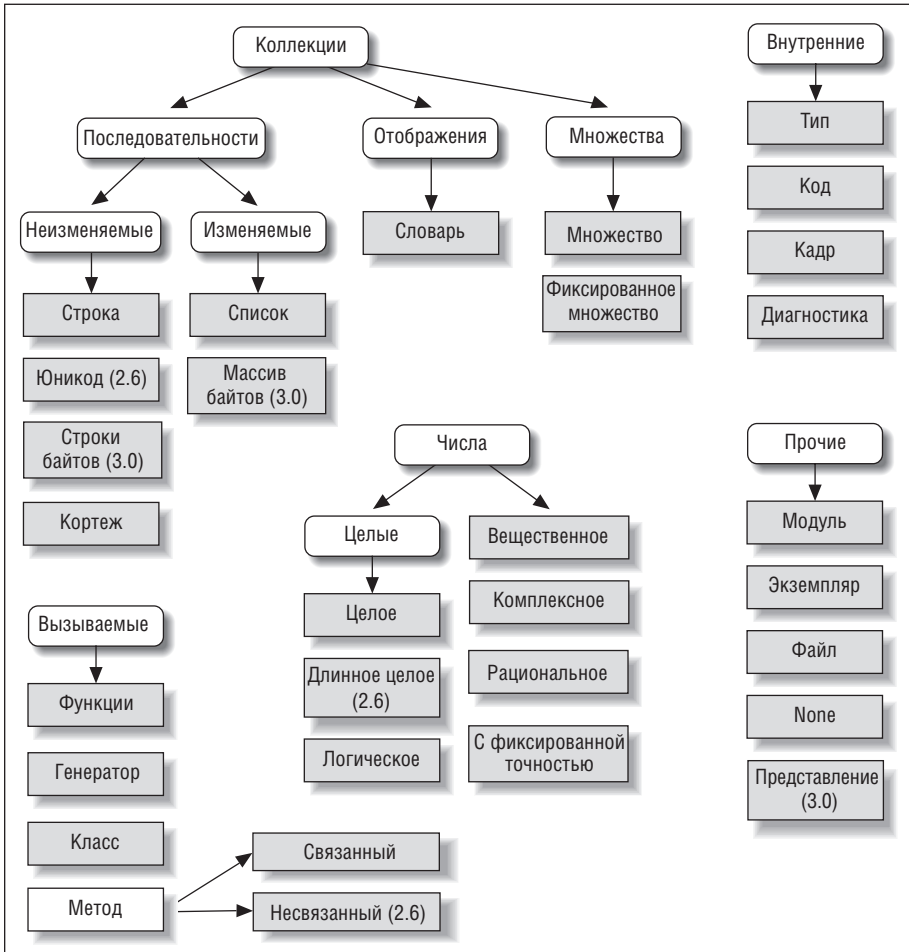 Коллекции
Последовательности
Отображения
Множества
Неизменяемые
Изменяемые
Словарь
Множество
Фиксированное
множество
Строка
Юникод (2.6)
Строки
байтов (3.0)
Кортеж
Список
Массив
байтов (3.0)
Внутренние
Тип
Код
Кадр
Диагностика
Числа
Целые
Целое
Длинное целое
(2.6)
Логическое
Вещественное
Комплексное
Рациональное
С фиксированной
точностью
Прочие
Модуль
Экземпляр
Файл
None
Представление
(3.0)
Вызываемые
Функции
Генератор
Класс
Метод
Связанный
Несвязанный (2.6)